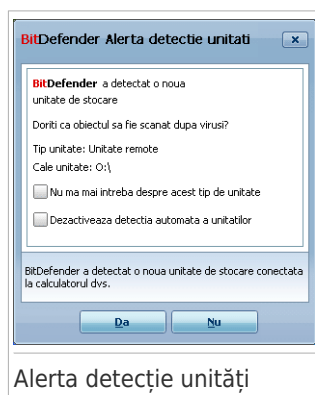 BitDefender Alerta detectie unitati
BitDefender a detectat o noua
unitate de stocare
Doriti ca obiectul sa fie scanat dupa virusi?
Tip unitate: Unitate remote
Cale unitate: O:\
Nu ma mai intreba despre acest tip de unitate
Dezactiveaza detectia automata a unitatilor
BitDefender a detectat o noua unitate de stocare conectata
la calculatorul dvs.
Da
Nu
Alerta detecție unități